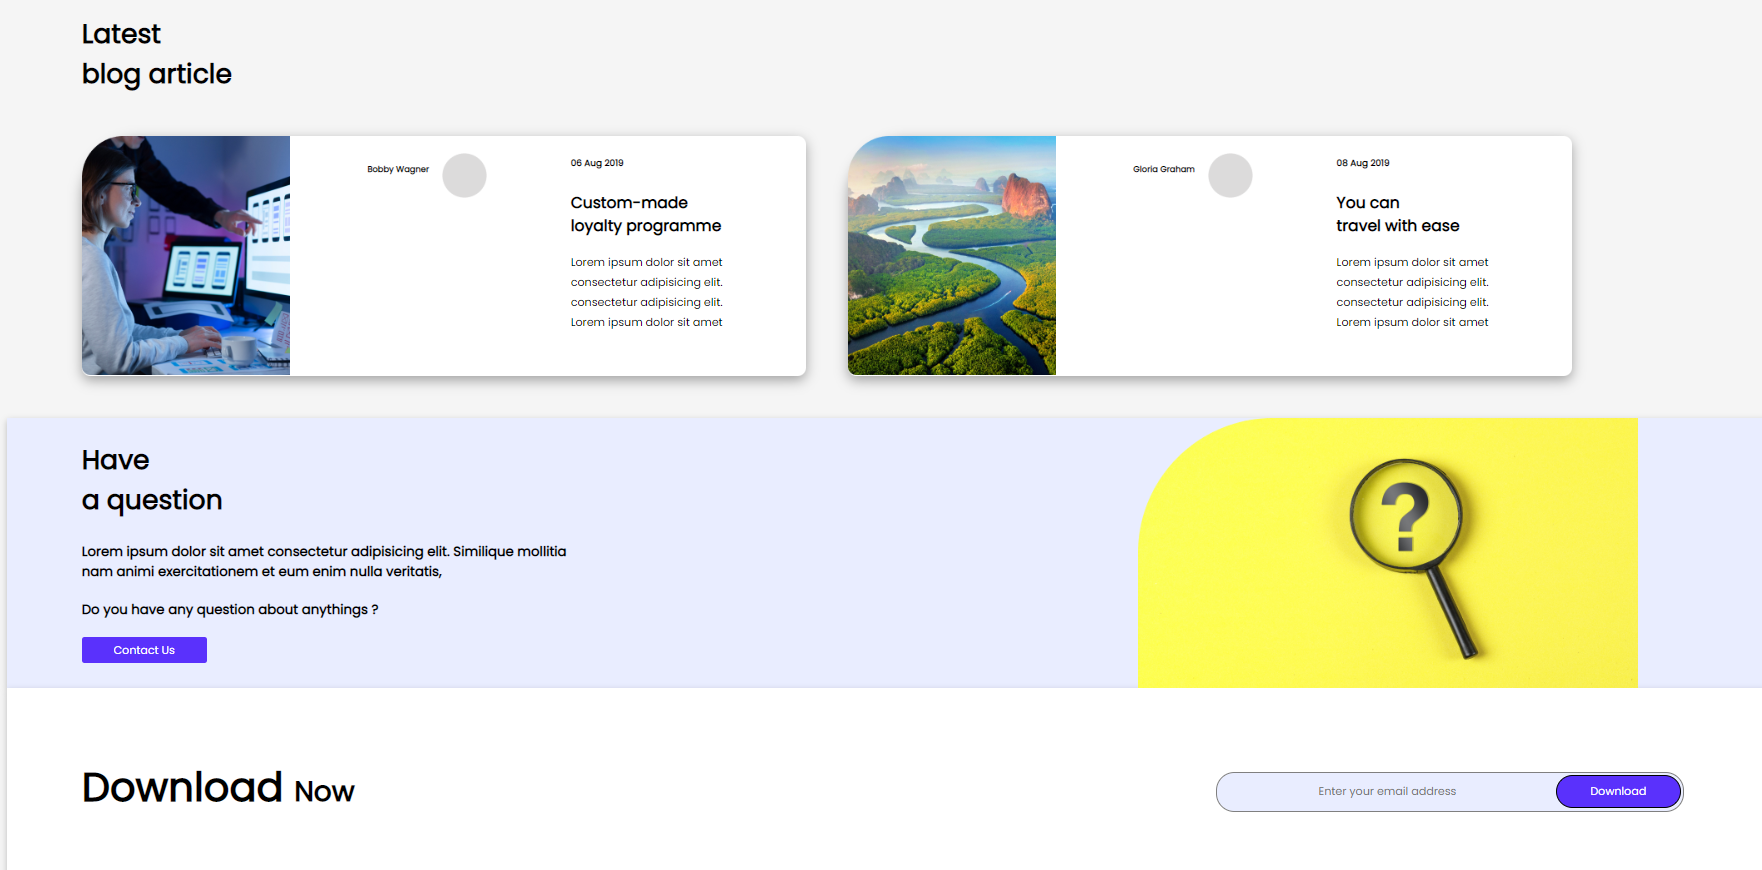 Latest
blog article
Bobby Wagner
06 Aug 2019
Custom-made
loyalty programme
Lorem ipsum dolor sit amet
consectetur adipisicing elit.
consectetur adipisicing elit.
Lorem ipsum dolor sit amet
Gloria Graham
08 Aug 2019
You can
travel with ease
Lorem ipsum dolor sit amet
consectetur adipisicing elit.
consectetur adipisicing elit.
Lorem ipsum dolor sit amet
Have
a question
Lorem ipsum dolor sit amet consectetur adipisicing elit. Similique mollitia
nam animi exercitationem et eum enim nulla veritatis,
Do you have any question about anythings ?
Contact Us
?
Download Now
Enter your email address
Download